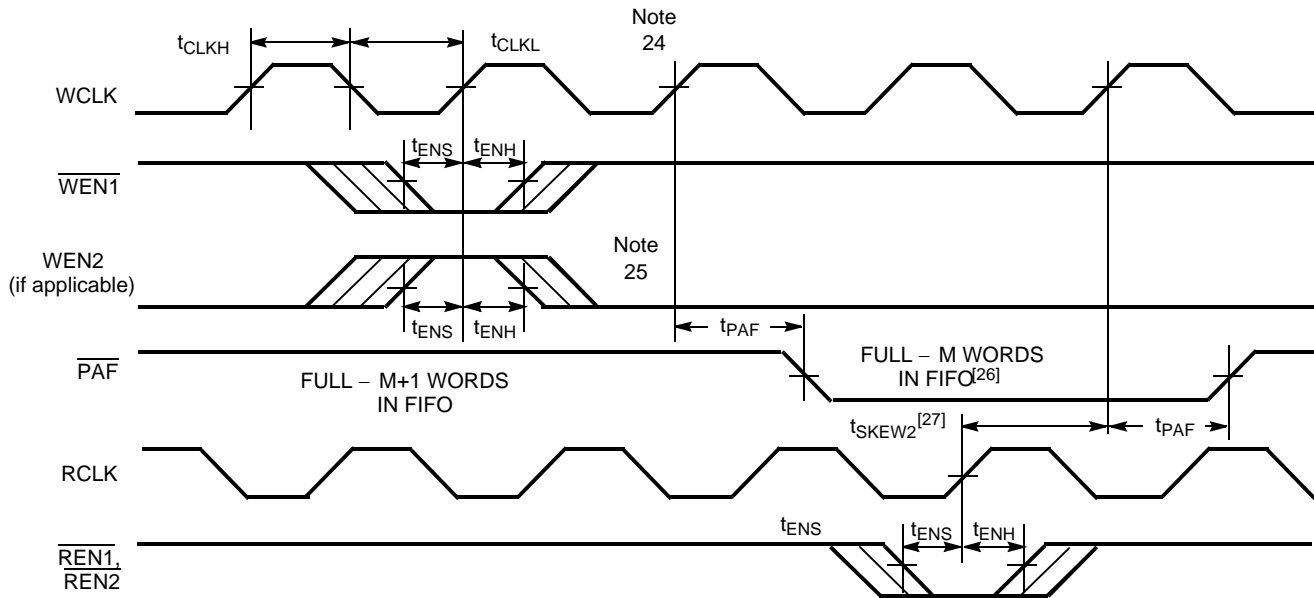 Note
24
tCLKH
tCLKL
WCLK
tENS
tENH
WEN1
WEN2
(if applicable)
Note
25
tENS
tENH
tPAF
PAF
FULL − M+1 WORDS
IN FIFO
FULL − M WORDS
IN FIFO[26]
tSKEW2[27]
tPAF
RCLK
tENS
tENS
tENH
REN1,
REN2